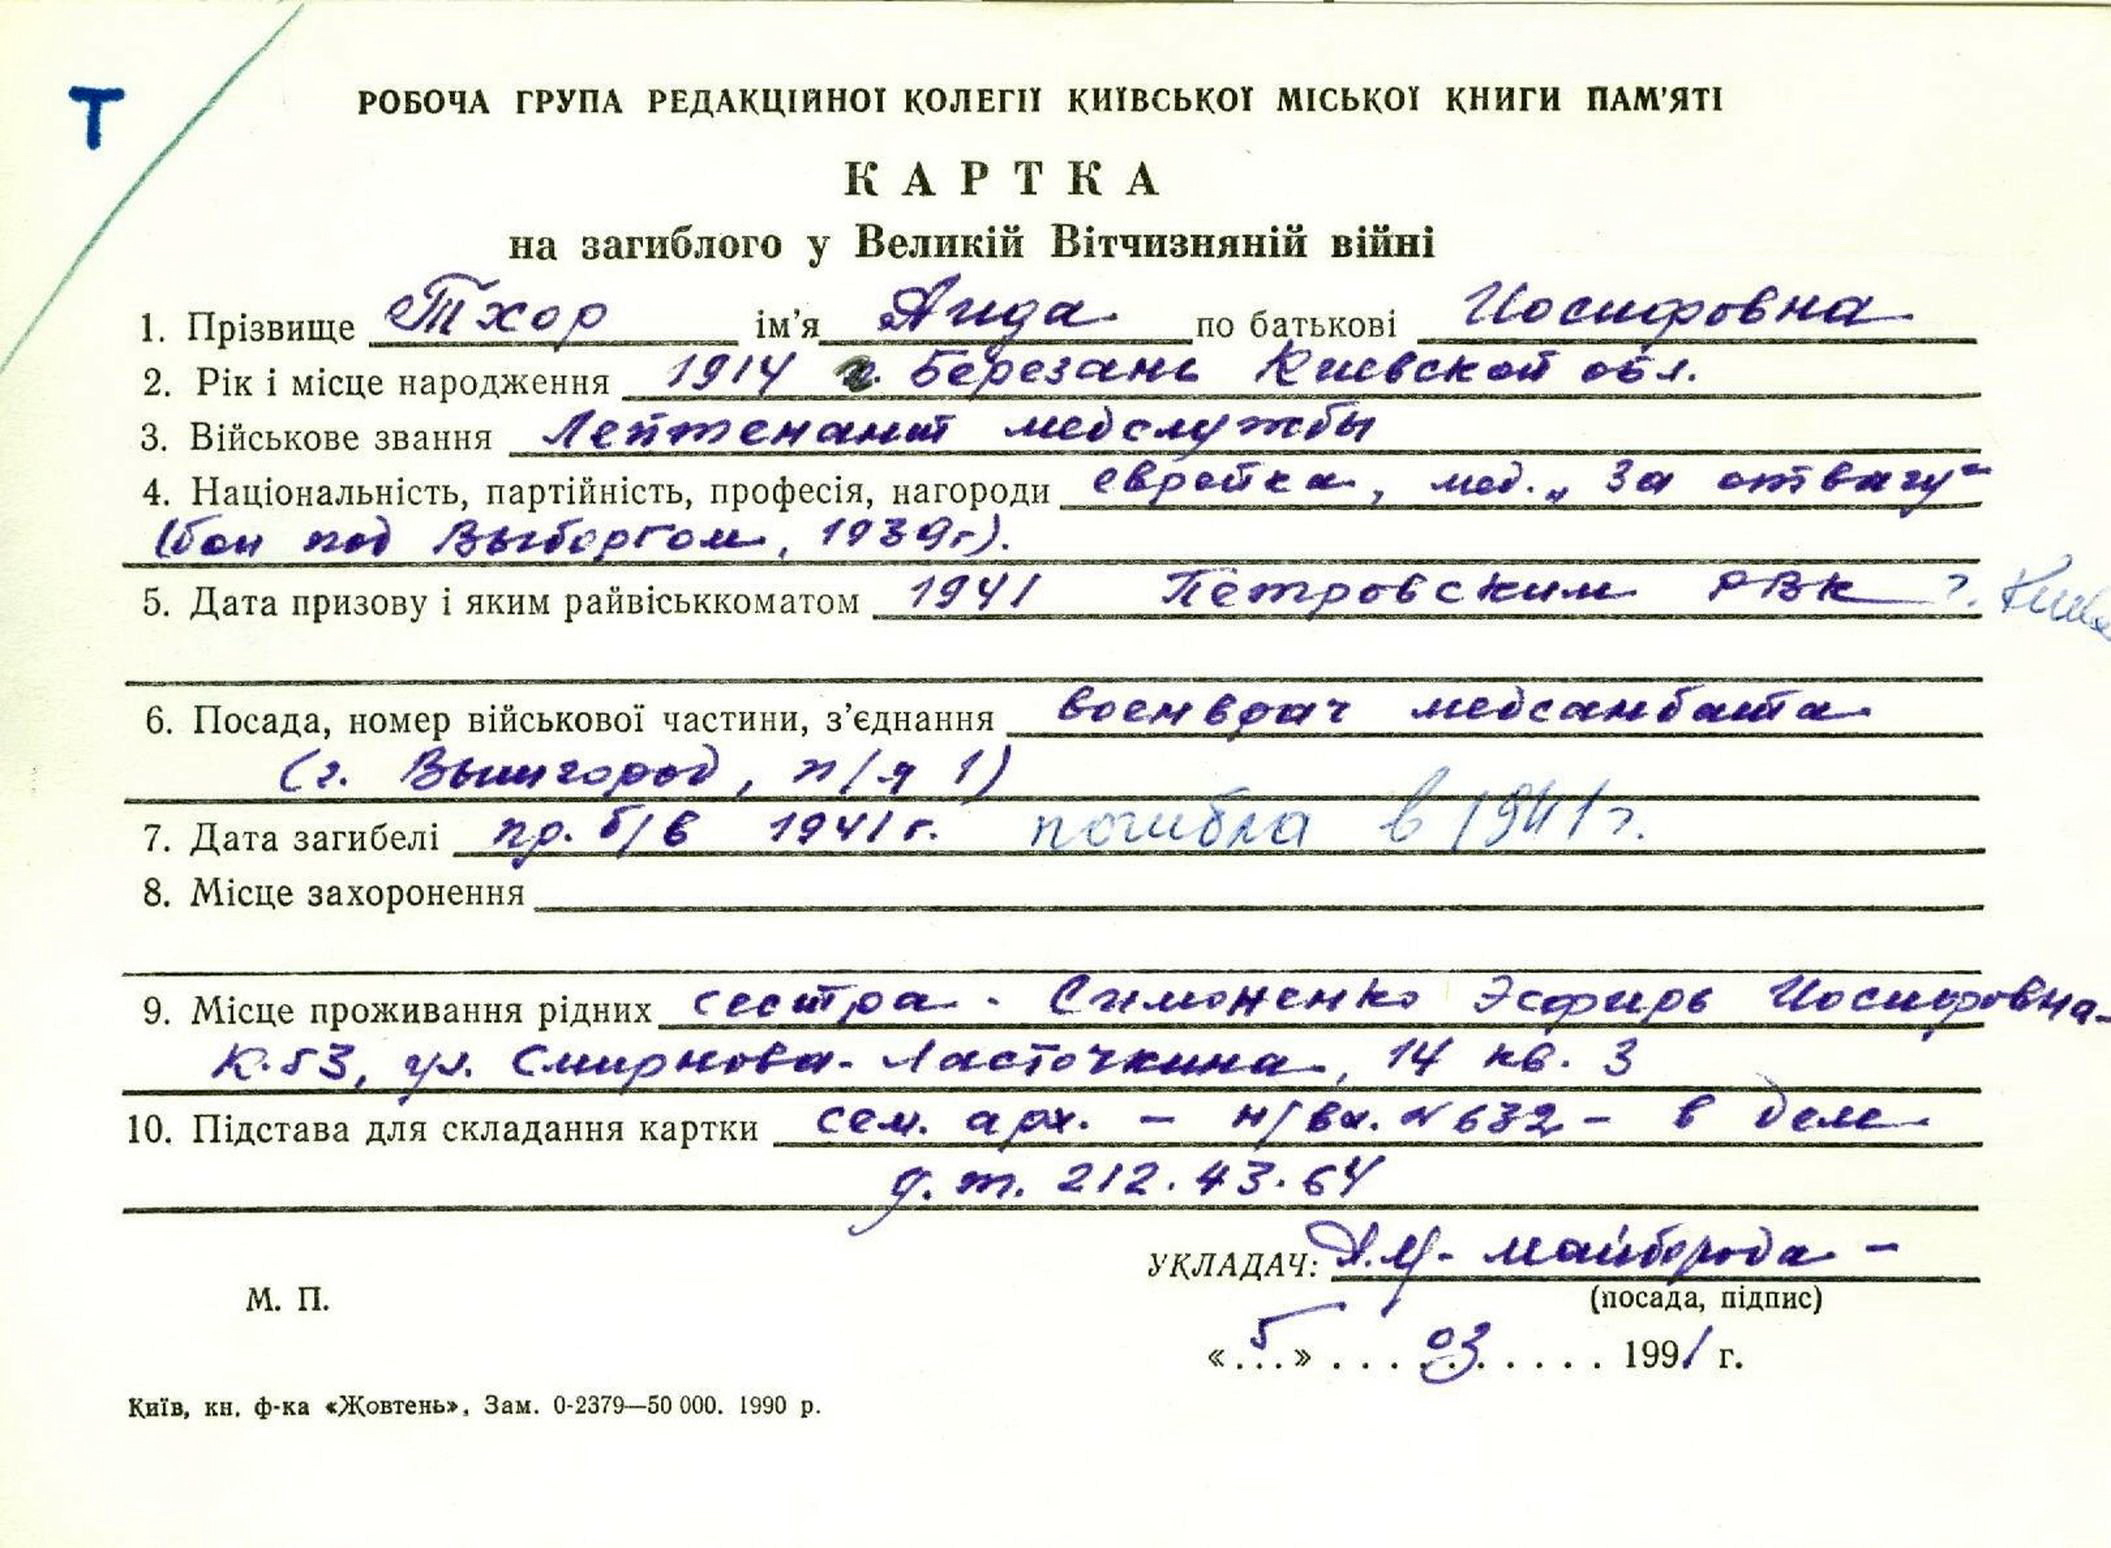 Т
РОБОЧА ГРУПА РЕДАКЦІЙНОЇ КОЛЕГІЇ КИЇВСЬКОЇ МІСЬКОЇ КНИГИ ПАМ'ЯТІ
КАРТКА
на загиблого у Великій Вітчизняній війні
1. Прізвище Тхор ім'я Аида по батькові Иосифовна
2. Рік і місце народження 1914 г. Березань Киевской обл.
3. Військове звання Лейтенант медслужбы
4. Національність, партійність, професія, нагороди еврейка, мед. „За отвагу"
(бои под Выборгом, 1939г).
5. Дата призову і яким райвіськкоматом 1941 Петровским РВК г. Киева
6. Посада, номер військової частини, з'єднання военврач медсанбата
(г. Вышгород, п/я 1)
7. Дата загибелі пр. б/в 1941г. погибла в 1941г.
8. Місце захоронення
9. Місце проживання рідних сестра - Симоненко Эсфирь Иосифовна
К-53, ул. Смирнова-Ласточкина, 14 кв. 3
10. Підстава для складання картки сем. арх. - н/вх. №632 - в деле
д. т. 212.43.64
УКЛАДАЧ: Майборода -
(посада, підпис)
М. П.
«5» 03 1991 г.
Київ, кн. ф-ка «Жовтень», Зам. 0-2379—50 000. 1990 р.